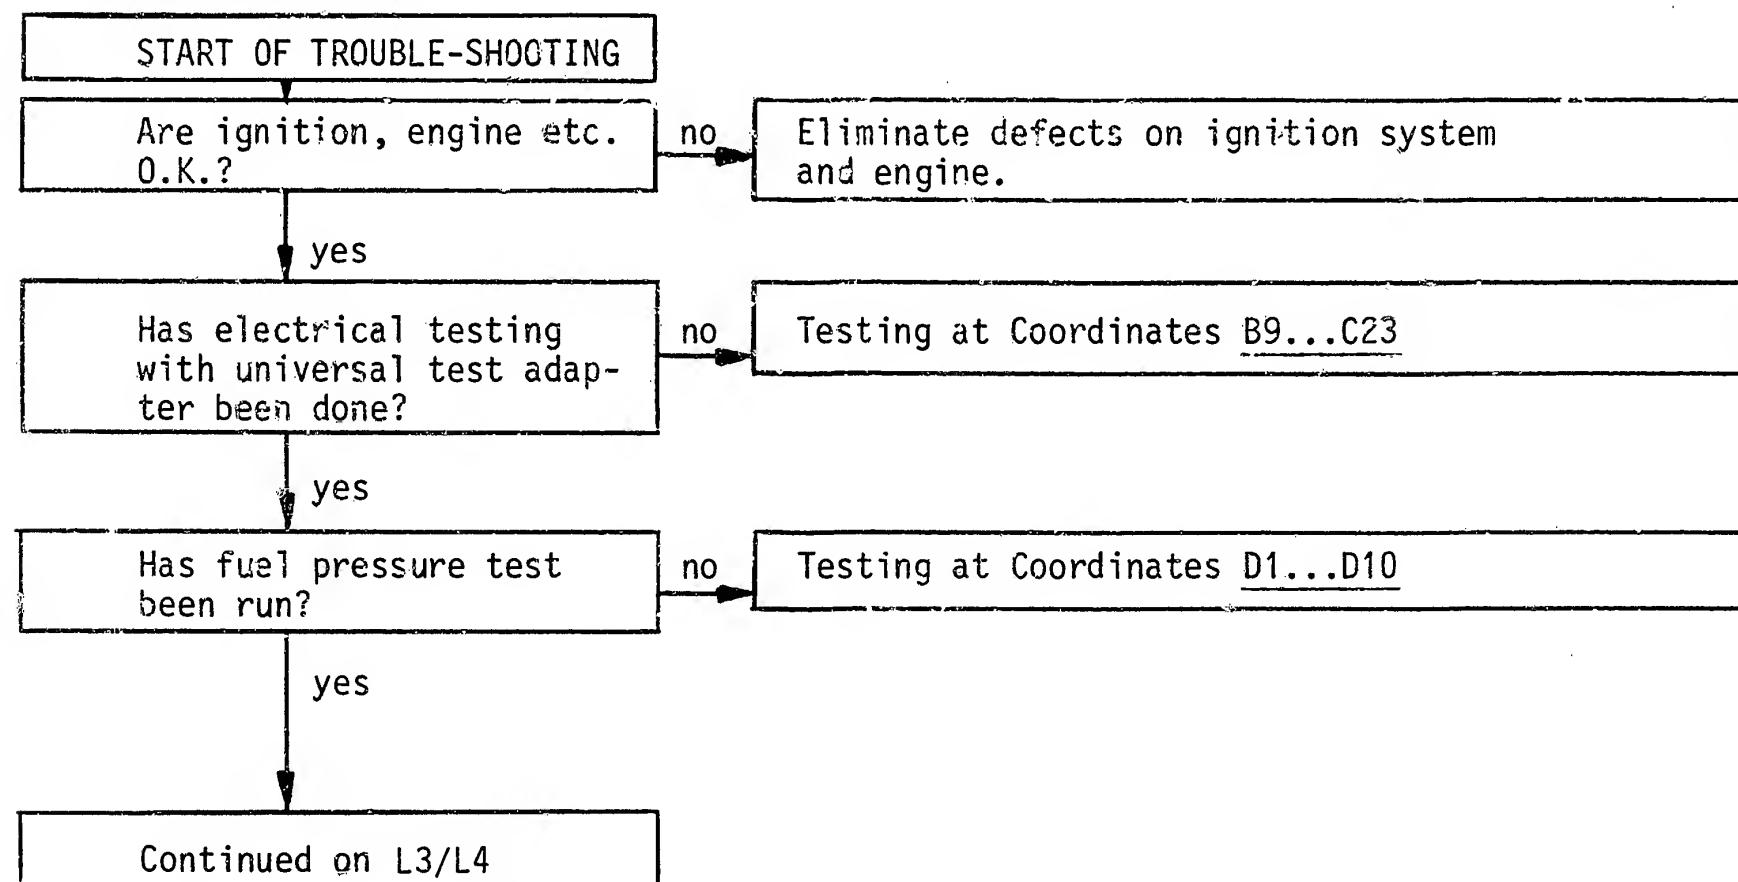 START OF TROUBLE-SHOOTING
Are ignition, engine etc.
O.K.?
no
Eliminate defects on ignition system
and engine.
yes
Has electrical testing
with universal test adap-
ter been done?
no
Testing at Coordinates B9...C23
yes
Has fuel pressure test
been run?
no
Testing at Coordinates D1...D10
yes
Continued on L3/L4